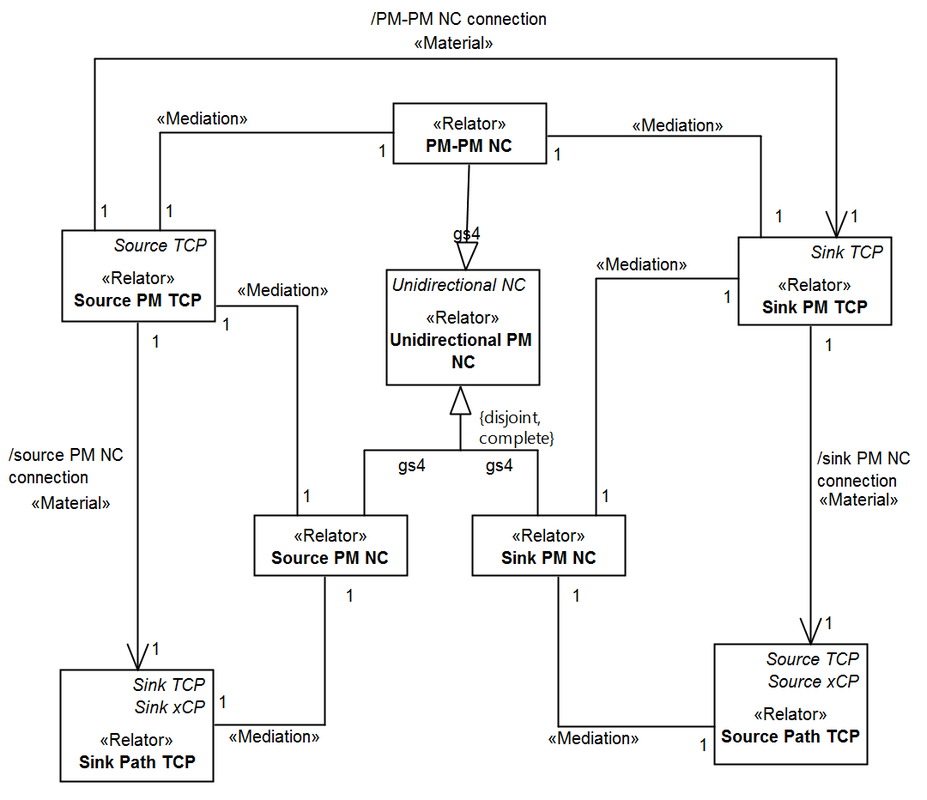 /PM-PM NC connection
«Material»
«Mediation»
«Relator»
PM-PM NC
«Mediation»
1
1
1
1
1
1
gs4
Source TCP
«Relator»
Source PM TCP
Sink TCP
«Relator»
Sink PM TCP
«Mediation»
«Mediation»
Unidirectional NC
«Relator»
Unidirectional PM
NC
1
1
1
1
{disjoint,
complete}
gs4
gs4
/source PM NC
connection
«Material»
/sink PM NC
connection
«Material»
1
1
«Relator»
Source PM NC
«Relator»
Sink PM NC
1
1
1
1
Sink TCP
Sink xCP
«Relator»
Sink Path TCP
1
«Mediation»
Source TCP
Source xCP
«Relator»
Source Path TCP
«Mediation»
1